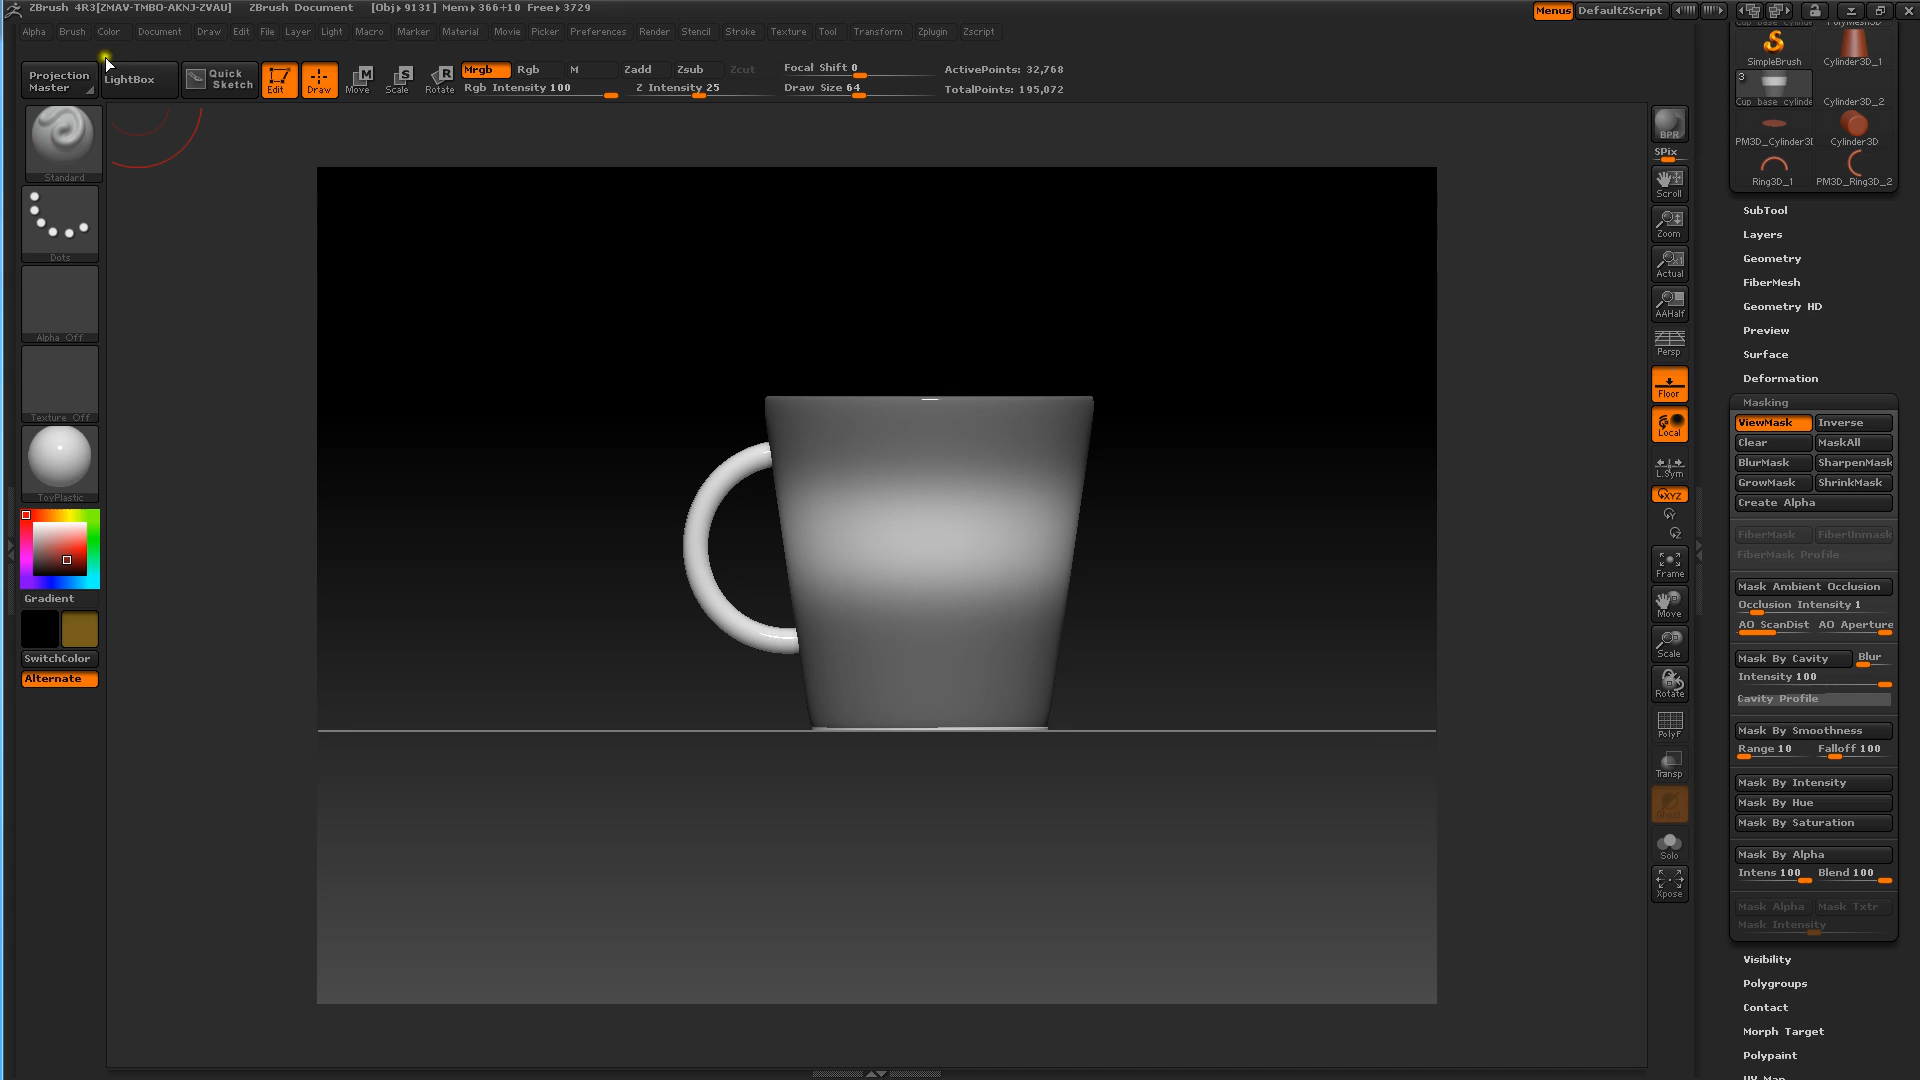 ZBrush 4R3[ZMAV-TMBO-AKNJ-ZVAU] ZBrush Document [Obj▸ 9131] Mem▸366+10 Free▸3729
Menus DefaultZScript
Alpha Brush Color Document Draw Edit File Layer Light Macro Marker Material Movie Picker Preferences Render Stencil Stroke Texture Tool Transform Zplugin Zscript
Projection Master
LightBox
Quick Sketch
Edit
Draw
Move
Scale
Rotate
Mrgb Rgb M
Rgb Intensity 100
Zadd Zsub Zcut
Z Intensity 25
Focal Shift 0
Draw Size 64
ActivePoints: 32,768
TotalPoints: 195,072
Standard
Dots
Alpha Off
Texture Off
ToyPlastic
Gradient
SwitchColor
Alternate
BPR
SPix
Scroll
Zoom
Actual
AAHalf
Persp
Floor
Local
L.Sym
XYZ
Y
Z
Frame
Move
Scale
Rotate
PolyF
Transp
Ghost
Solo
Xpose
SimpleBrush Cylinder3D_1
3
Cup_base_cylinde Cylinder3D_2
PM3D_Cylinder3D Cylinder3D
Ring3D_1 PM3D_Ring3D_2
SubTool
Layers
Geometry
FiberMesh
Geometry HD
Preview
Surface
Deformation
Masking
ViewMask Inverse
Clear MaskAll
BlurMask SharpenMask
GrowMask ShrinkMask
Create Alpha
FiberMask FiberUnmask
FiberMask Profile
Mask Ambient Occlusion
Occlusion Intensity 1
AO ScanDist AO Aperture
Mask By Cavity Blur
Intensity 100
Cavity Profile
Mask By Smoothness
Range 10 Falloff 100
Mask By Intensity
Mask By Hue
Mask By Saturation
Mask By Alpha
Intens 100 Blend 100
Mask Alpha Mask Txtr
Mask Intensity
Visibility
Polygroups
Contact
Morph Target
Polypaint
UV Map